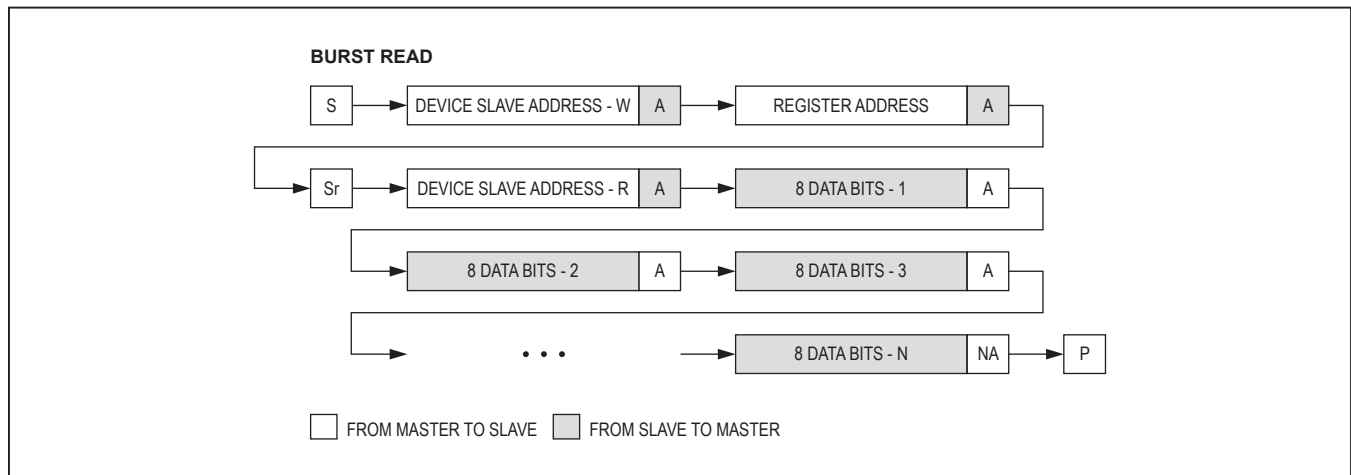 BURST READ
S DEVICE SLAVE ADDRESS - W A REGISTER ADDRESS A
Sr DEVICE SLAVE ADDRESS - R A 8 DATA BITS - 1 A
8 DATA BITS - 2 A 8 DATA BITS - 3 A
• • • 8 DATA BITS - N NA P
FROM MASTER TO SLAVE FROM SLAVE TO MASTER